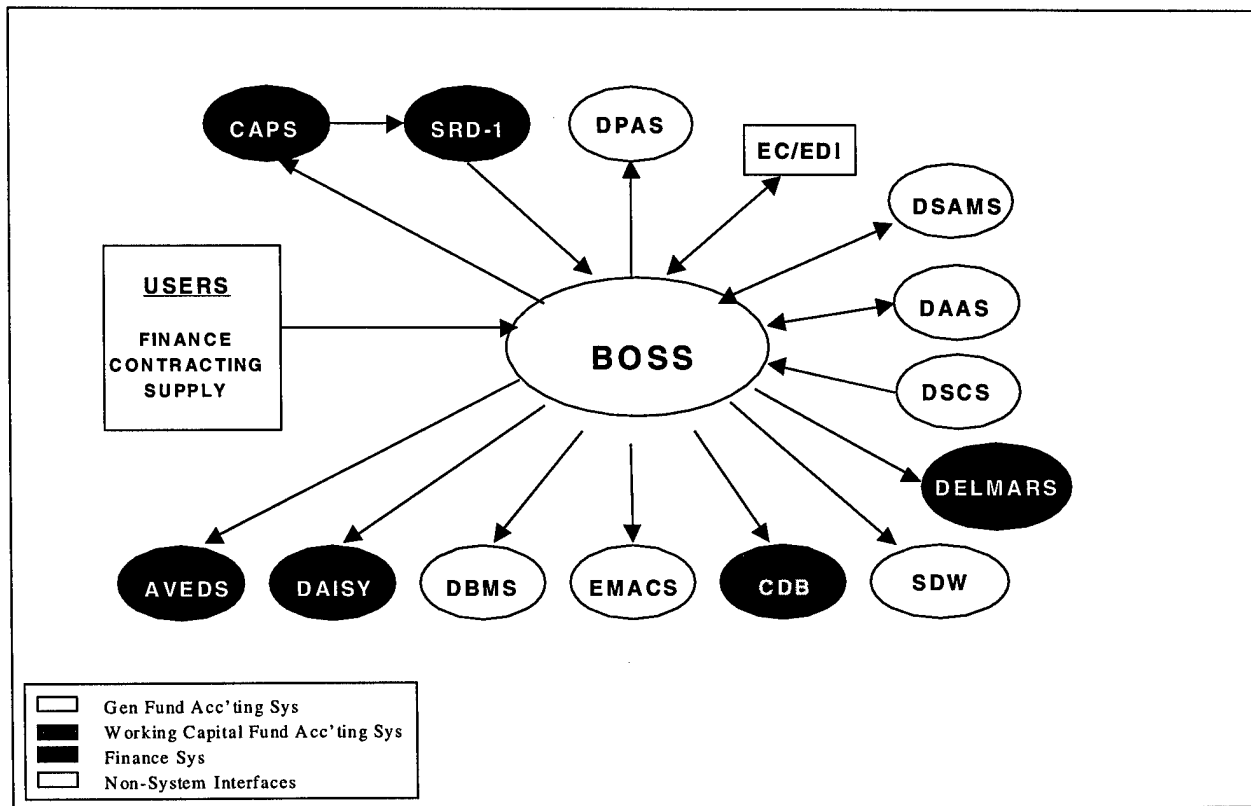 CAPS
SRD-1
DPAS
EC/EDI
DSAMS
USERS
FINANCE
CONTRACTING
SUPPLY
BOSS
DAAS
DSCS
DELMARS
AVEDS
DAISY
DBMS
EMACS
CDB
SDW
Gen Fund Acc'ting Sys
Working Capital Fund Acc'ting Sys
Finance Sys
Non-System Interfaces